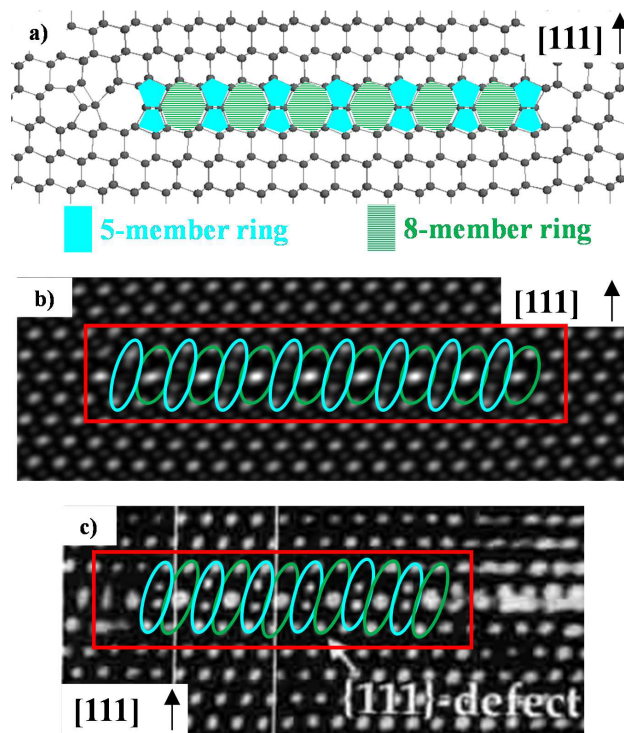 a)
[111]
5-member ring
8-member ring
b)
[111]
c)
{111}-defect
[111]